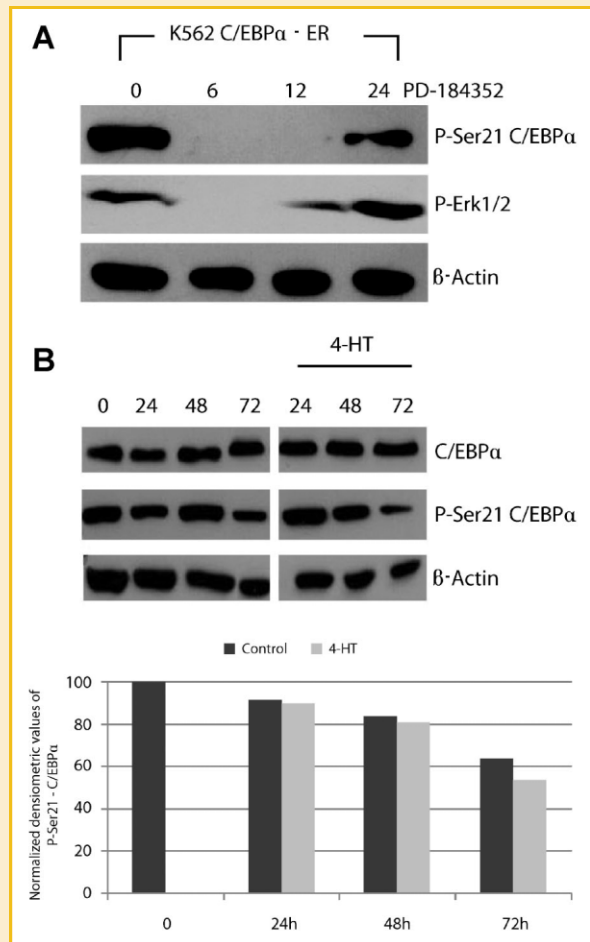 A
K562 C/EBPα - ER
0 6 12 24 PD-184352
P-Ser21 C/EBPα
P-Erk1/2
ß-Actin
B
4-HT
0 24 48 72 24 48 72
C/EBPα
P-Ser21 C/EBPα
ß-Actin
Control 4-HT
Normalized densiometric values of
P-Ser21 - C/EBPα
100
80
60
40
20
0
0 24h 48h 72h